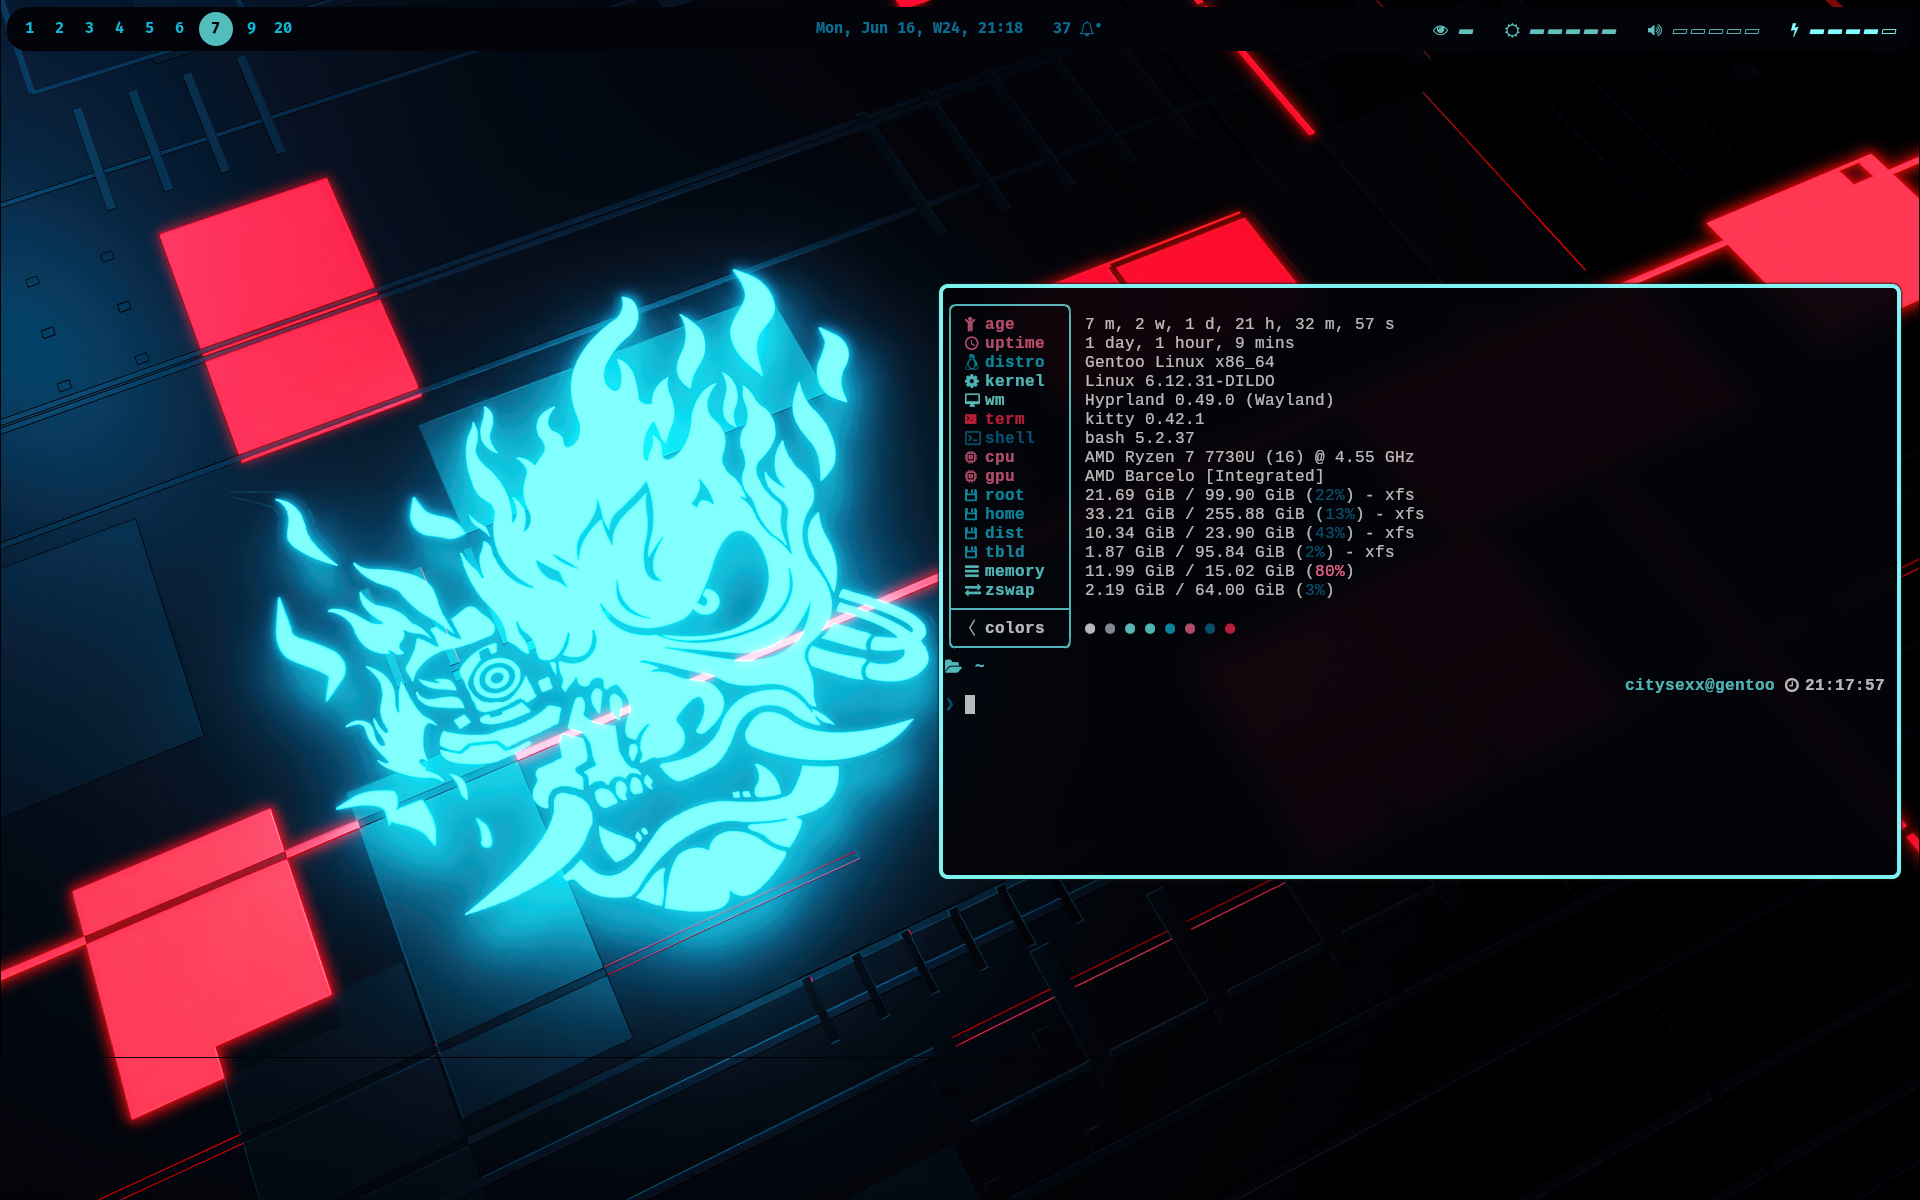 1 2 3 4 5 6 7 9 20
Mon, Jun 16, W24, 21:18 37
age 7 m, 2 w, 1 d, 21 h, 32 m, 57 s
uptime 1 day, 1 hour, 9 mins
distro Gentoo Linux x86_64
kernel Linux 6.12.31-DILDO
wm Hyprland 0.49.0 (Wayland)
term kitty 0.42.1
shell bash 5.2.37
cpu AMD Ryzen 7 7730U (16) @ 4.55 GHz
gpu AMD Barcelo [Integrated]
root 21.69 GiB / 99.90 GiB (22%) - xfs
home 33.21 GiB / 255.88 GiB (13%) - xfs
dist 10.34 GiB / 23.90 GiB (43%) - xfs
tbld 1.87 GiB / 95.84 GiB (2%) - xfs
memory 11.99 GiB / 15.02 GiB (80%)
zswap 2.19 GiB / 64.00 GiB (3%)
colors
~
citysexx@gentoo 21:17:57
❯